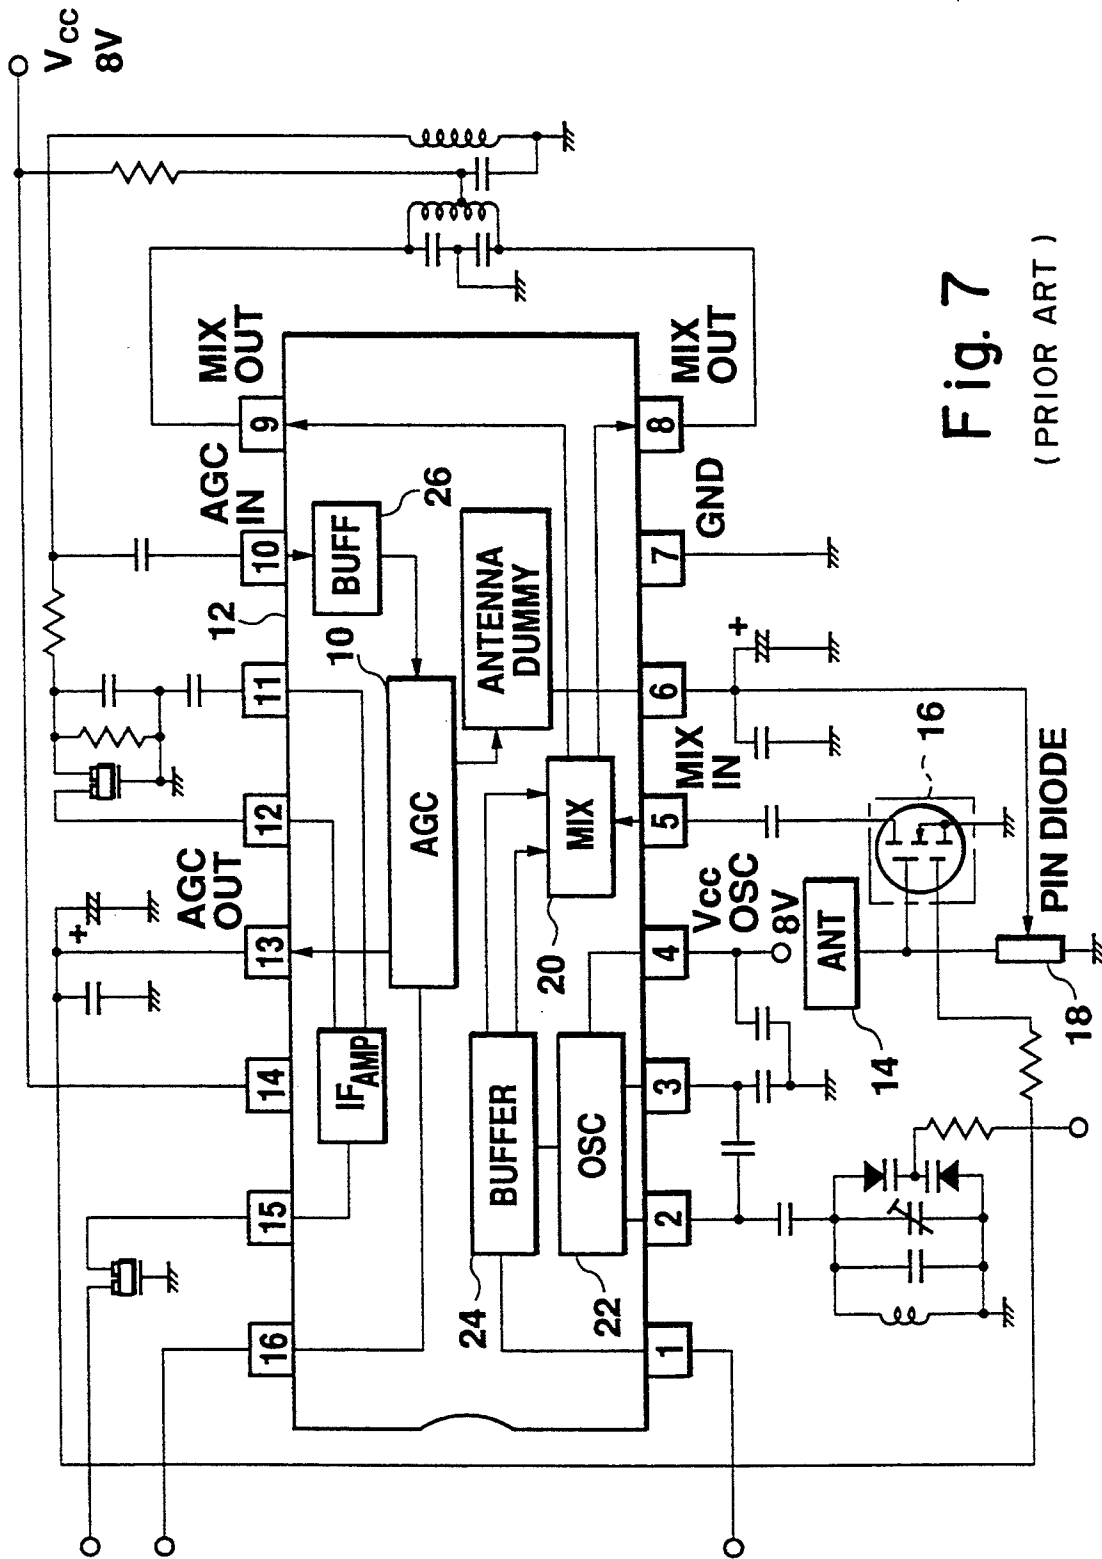 Vcc
8V
16
15
14
13
AGC
OUT
12
11
12
10
AGC
IN
9
MIX
OUT
IF AMP
AGC
10
BUFF
26
ANTENNA
DUMMY
24
BUFFER
22
OSC
20
MIX
1
2
3
4
Vcc
OSC
8V
5
MIX
IN
6
7
GND
8
MIX
OUT
+
+
14
ANT
16
18
PIN DIODE
Fig. 7
(PRIOR ART)